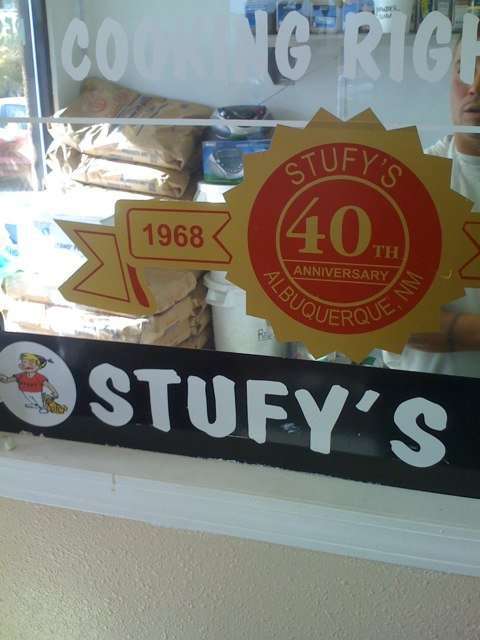 COOKING RIGH
STUFY'S
1968
40TH
ANNIVERSARY
ALBUQUERQUE, NM
STUFY'S